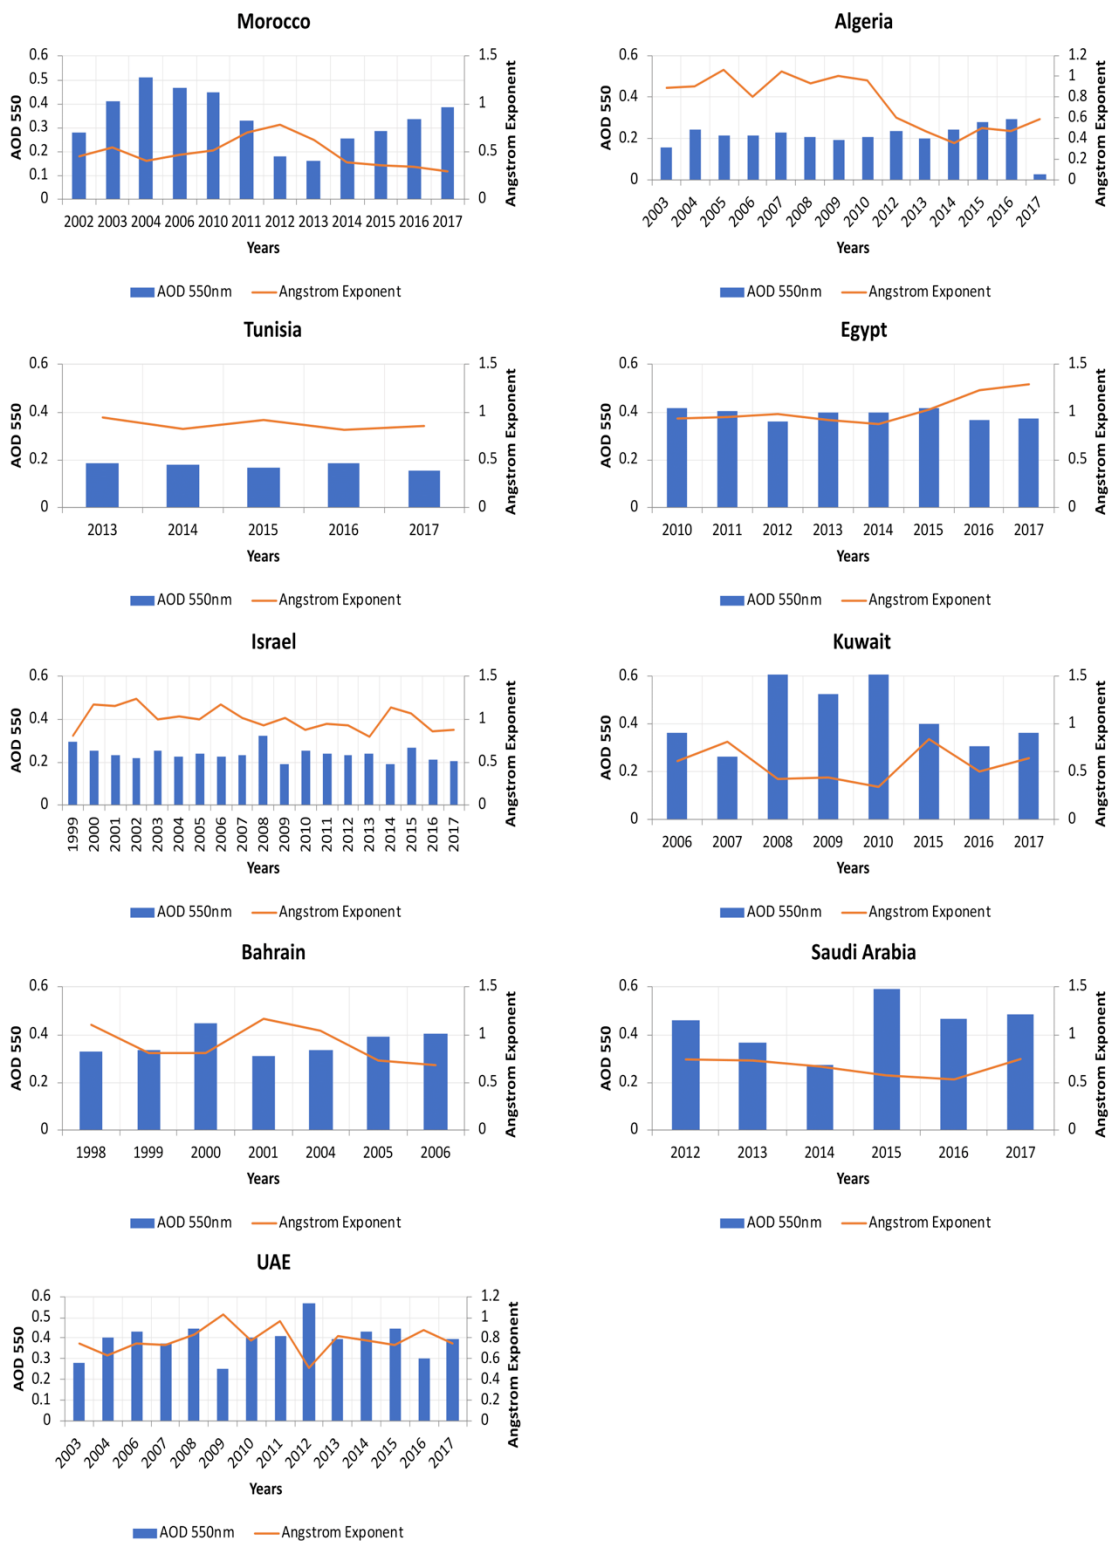 Morocco
0.6
0.5
0.4
0.3
0.2
0.1
0
AOD 550
1.5
1
0.5
0
Angstrom Exponent
2002 2003 2004 2006 2010 2011 2012 2013 2014 2015 2016 2017
Years
AOD 550nm Angstrom Exponent
Algeria
0.6
0.4
0.2
0
AOD 550
1.2
1
0.8
0.6
0.4
0.2
0
Angstrom Exponent
2003 2004 2005 2006 2007 2008 2009 2010 2012 2013 2014 2015 2016 2017
Years
AOD 550nm Angstrom Exponent
Tunisia
0.6
0.4
0.2
0
AOD 550
1.5
1
0.5
0
Angstrom Exponent
2013 2014 2015 2016 2017
Years
AOD 550nm Angstrom Exponent
Egypt
0.6
0.4
0.2
0
AOD 550
1.5
1
0.5
0
Angstrom Exponent
2010 2011 2012 2013 2014 2015 2016 2017
Years
AOD 550nm Angstrom Exponent
Israel
0.6
0.4
0.2
0
AOD 550
1.5
1
0.5
0
Angstrom Exponent
1999 2000 2001 2002 2003 2004 2005 2006 2007 2008 2009 2010 2011 2012 2013 2014 2015 2016 2017
Years
AOD 550nm Angstrom Exponent
Kuwait
0.6
0.4
0.2
0
AOD 550
1.5
1
0.5
0
Angstrom Exponent
2006 2007 2008 2009 2010 2015 2016 2017
Years
AOD 550nm Angstrom Exponent
Bahrain
0.6
0.4
0.2
0
AOD 550
1.5
1
0.5
0
Angstrom Exponent
1998 1999 2000 2001 2004 2005 2006
Years
AOD 550nm Angstrom Exponent
Saudi Arabia
0.6
0.4
0.2
0
AOD 550
1.5
1
0.5
0
Angstrom Exponent
2012 2013 2014 2015 2016 2017
Years
AOD 550nm Angstrom Exponent
UAE
0.6
0.5
0.4
0.3
0.2
0.1
0
AOD 550
1.2
1
0.8
0.6
0.4
0.2
0
Angstrom Exponent
2003 2004 2006 2007 2008 2009 2010 2011 2012 2013 2014 2015 2016 2017
Years
AOD 550nm Angstrom Exponent